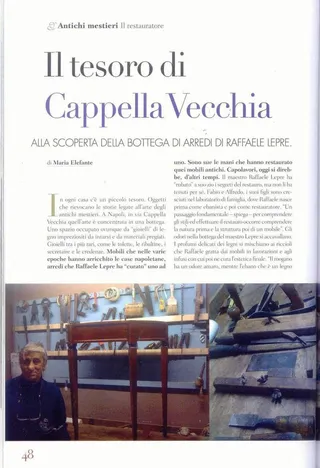 Antichi mestieri Il restauratore
Il tesoro di
Cappella Vecchia
ALLA SCOPERTA DELLA BOTTEGA DI ARREDI DI RAFFAELE LEPRE.
di Maria Elefante
In ogni casa c'è un piccolo tesoro. Oggetti
che rievocano le storie legate all'arte degli
antichi mestieri. A Napoli, in via Cappella
Vecchia quell'arte è contemporanea in una bottega.
Uno spazio occupato ovunque da "gioielli" di le-
gno impreziositi da intarsi e da materiali pregiati.
Gioielli tra i più rari, come le toilette, le ribaltine, i
secretaire e le credenze. Mobili che nelle varie
epoche hanno arricchito le case napoletane,
arredi che Raffaele Lepre ha "curato" uno ad
uno. Sono sue le mani che hanno restaurato
quei mobili antichi. Capolavori, oggi si direb-
be, d'altri tempi. Il maestro Raffaele Lepre ha
"rubato" a suo zio i segreti del restauro, ma non li ha
tenuti per sé. Fabio e Alfredo, i suoi figli sono cre-
sciuti nel laboratorio di famiglia, dove Raffaele nasce
prima come ebanista e poi come restauratore. "Un
passaggio fondamentale – spiega – per comprendere
gli stili ed effettuare il restauro occorre comprendere
la natura prima e la struttura poi di un mobile". Gli
odori nella bottega del maestro Lepre si accavallano.
I profumi delicati dei legni si mischiano ai riccioli
che Raffaele gratta dai mobili in lavorazione e agli
infusi con cui poi ne cura l'estetica finale. "Il mogano
ha un odore amaro, mentre l'ebano che è un legno
48